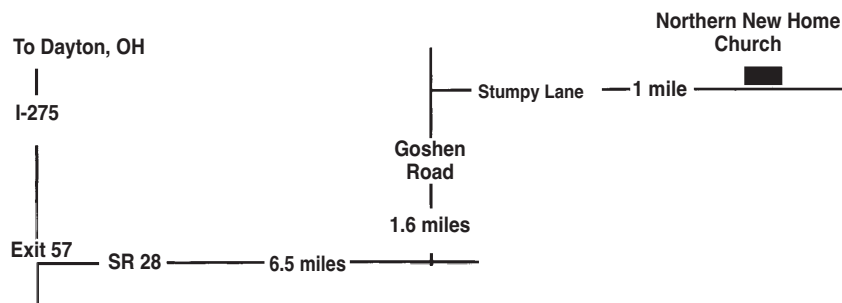 Northern New Home
Church
To Dayton, OH
Stumpy Lane
1 mile
I-275
Goshen
Road
1.6 miles
Exit 57
SR 28
6.5 miles